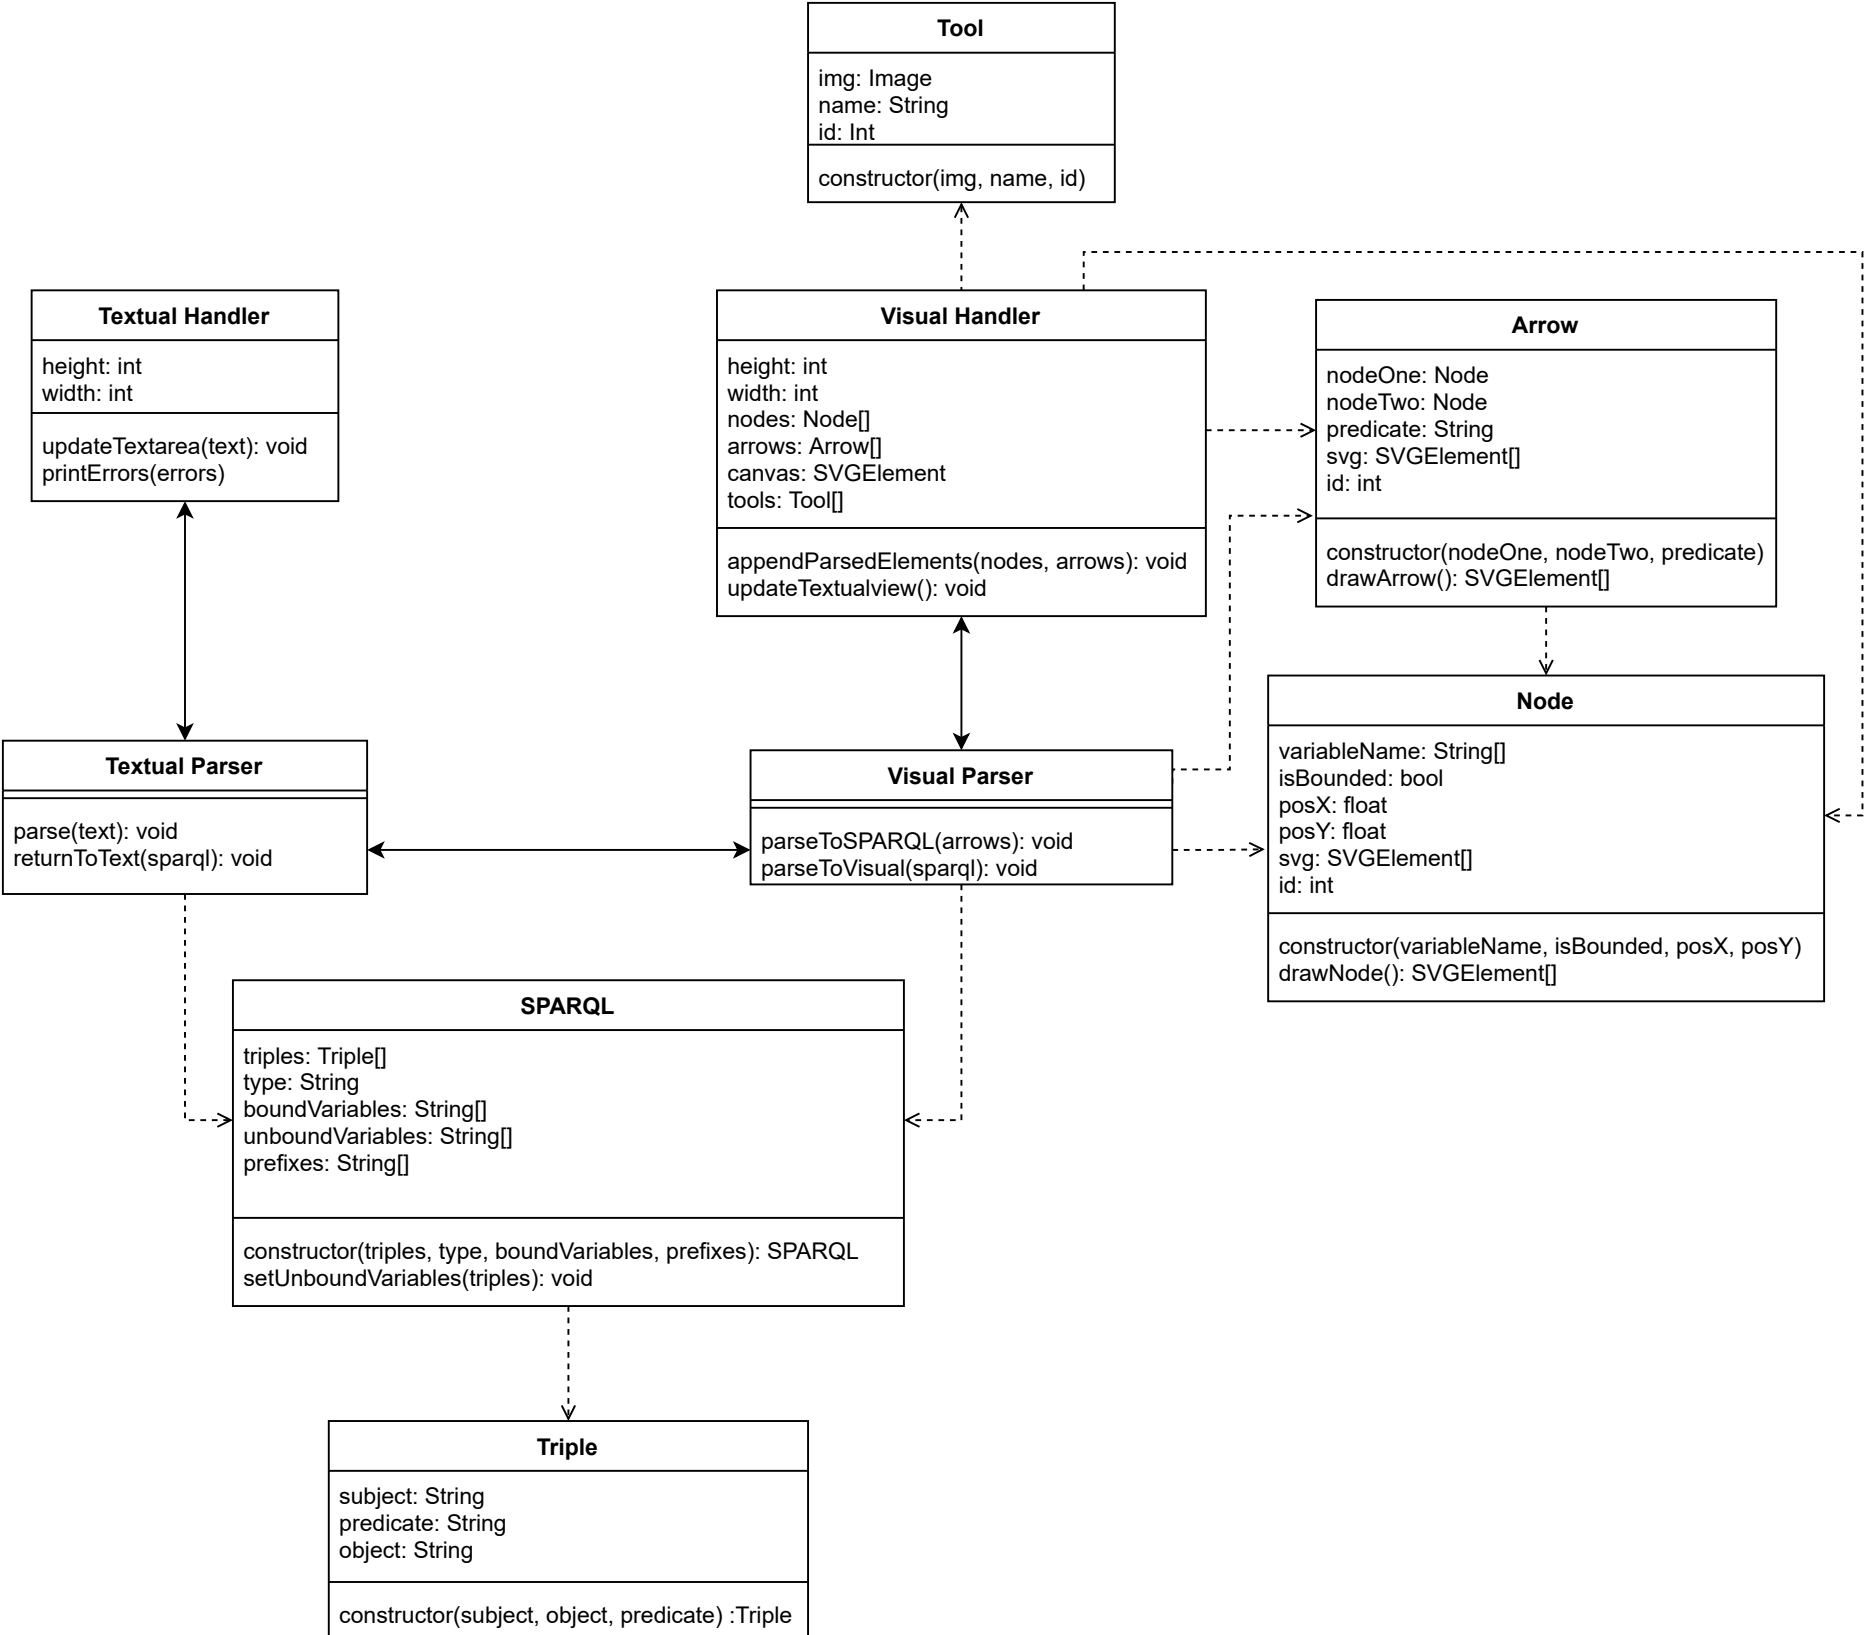 Tool
img: Image
name: String
id: Int
constructor(img, name, id)
Textual Handler
height: int
width: int
updateTextarea(text): void
printErrors(errors)
Visual Handler
height: int
width: int
nodes: Node[]
arrows: Arrow[]
canvas: SVGElement
tools: Tool[]
appendParsedElements(nodes, arrows): void
updateTextualview(): void
Arrow
nodeOne: Node
nodeTwo: Node
predicate: String
svg: SVGElement[]
id: int
constructor(nodeOne, nodeTwo, predicate)
drawArrow(): SVGElement[]
Textual Parser
parse(text): void
returnToText(sparql): void
Visual Parser
parseToSPARQL(arrows): void
parseToVisual(sparql): void
Node
variableName: String[]
isBounded: bool
posX: float
posY: float
svg: SVGElement[]
id: int
constructor(variableName, isBounded, posX, posY)
drawNode(): SVGElement[]
SPARQL
triples: Triple[]
type: String
boundVariables: String[]
unboundVariables: String[]
prefixes: String[]
constructor(triples, type, boundVariables, prefixes): SPARQL
setUnboundVariables(triples): void
Triple
subject: String
predicate: String
object: String
constructor(subject, object, predicate) :Triple